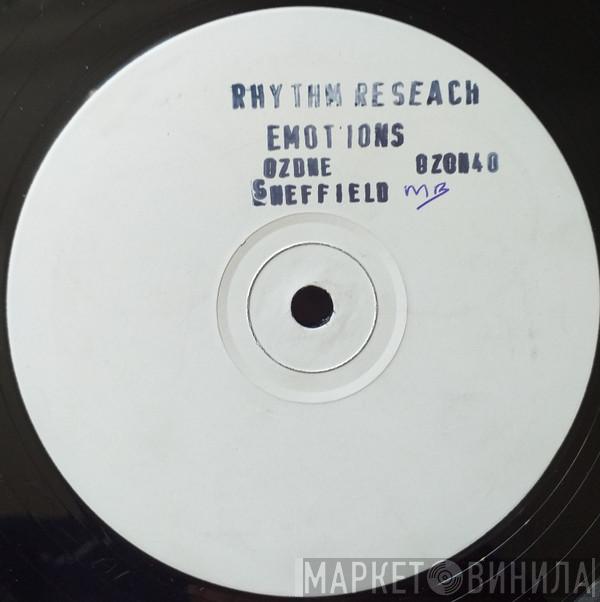 RHYTHM RESEACh
EMOTIONS
OZONE OZON40
SHEFFIELD MB
МАРКЕТ ВИНИЛА